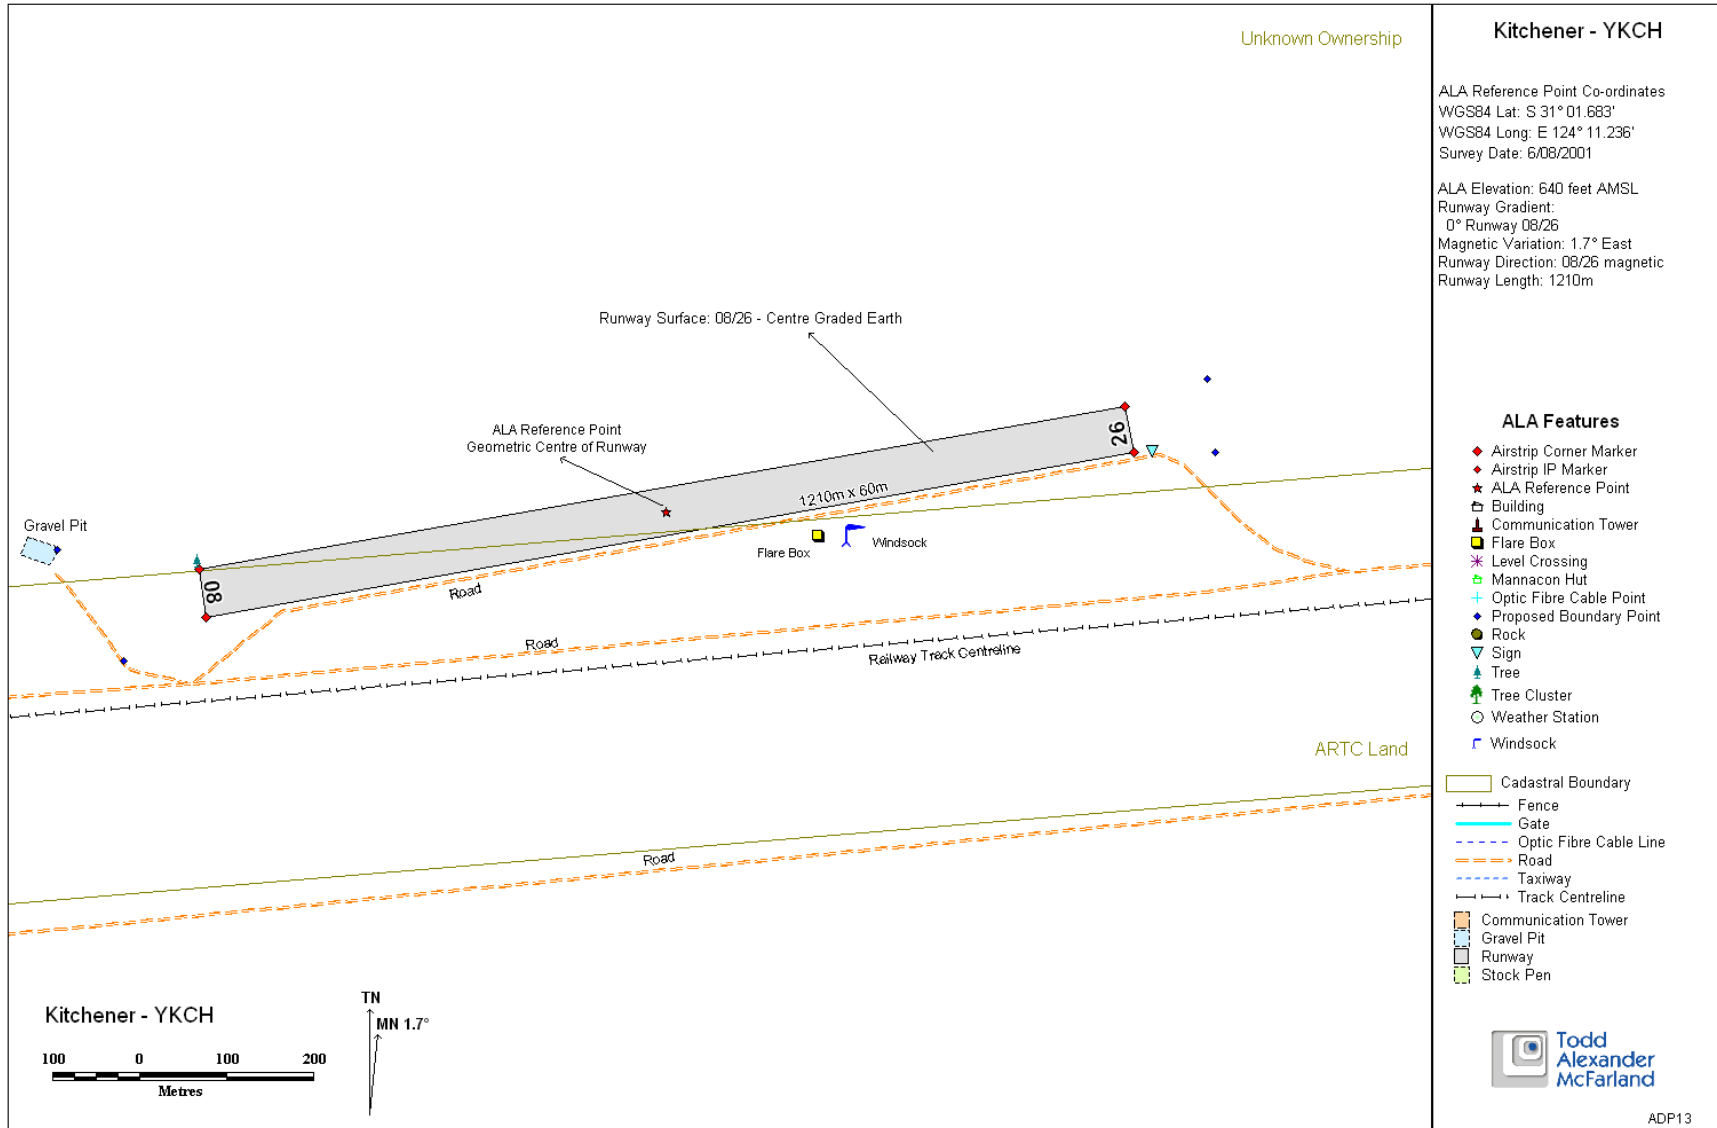 Unknown Ownership
Kitchener - YKCH
ALA Reference Point Co-ordinates
WGS84 Lat: S 31° 01.683'
WGS84 Long: E 124° 11.236'
Survey Date: 6/08/2001
ALA Elevation: 640 feet AMSL
Runway Gradient:
0° Runway 08/26
Magnetic Variation: 1.7° East
Runway Direction: 08/26 magnetic
Runway Length: 1210m
Runway Surface: 08/26 - Centre Graded Earth
ALA Reference Point
Geometric Centre of Runway
26
1210m x 60m
Gravel Pit
Flare Box
Windsock
08
Road
Road
Railway Track Centreline
ARTC Land
Road
ALA Features
Airstrip Corner Marker
Airstrip IP Marker
ALA Reference Point
Building
Communication Tower
Flare Box
Level Crossing
Mannacon Hut
Optic Fibre Cable Point
Proposed Boundary Point
Rock
Sign
Tree
Tree Cluster
Weather Station
Windsock
Cadastral Boundary
Fence
Gate
Optic Fibre Cable Line
Road
Taxiway
Track Centreline
Communication Tower
Gravel Pit
Runway
Stock Pen
Kitchener - YKCH
100 0 100 200
Metres
TN
MN 1.7°
Todd
Alexander
McFarland
ADP13